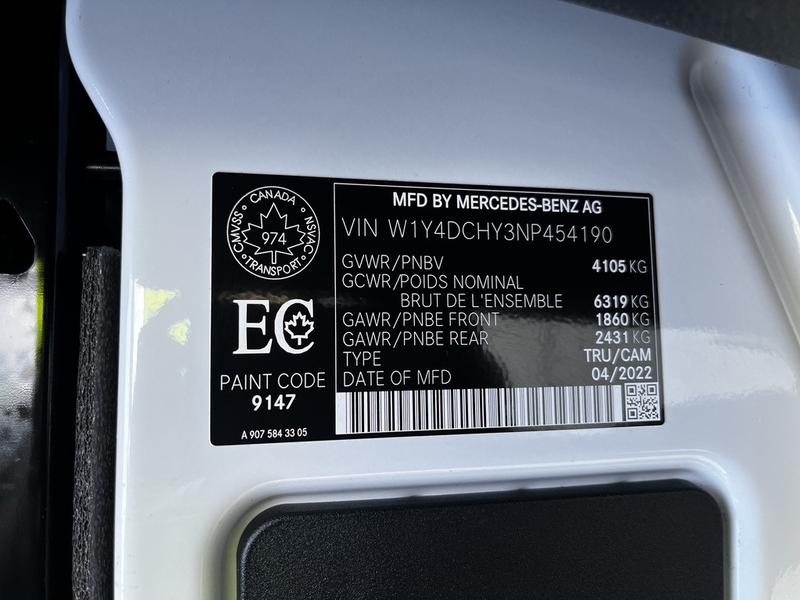 CANADA
CMVSS
NSVAC
974
TRANSPORT
EC
PAINT CODE
9147
A 907 584 33 05
MFD BY MERCEDES-BENZ AG
VIN W1Y4DCHY3NP454190
GVWR/PNBV 4105 KG
GCWR/POIDS NOMINAL
BRUT DE L'ENSEMBLE 6319 KG
GAWR/PNBE FRONT 1860 KG
GAWR/PNBE REAR 2431 KG
TYPE TRU/CAM
DATE OF MFD 04/2022